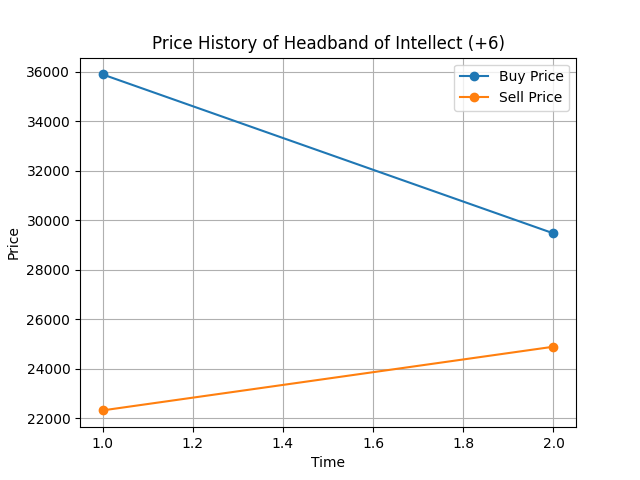 Price History of Headband of Intellect (+6)
Buy Price
Sell Price
Price
36000
34000
32000
30000
28000
26000
24000
22000
1.0 1.2 1.4 1.6 1.8 2.0
Time